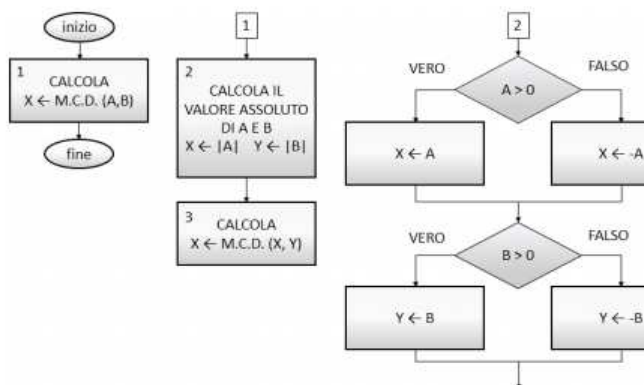 inizio
1
CALCOLA
X ← M.C.D. (A,B)
fine
1
2
CALCOLA IL
VALORE ASSOLUTO
DI A E B
X ← |A| Y ← |B|
3
CALCOLA
X ← M.C.D. (X, Y)
2
VERO
FALSO
A > 0
X ← A
X ← -A
VERO
FALSO
B > 0
Y ← B
Y ← -B